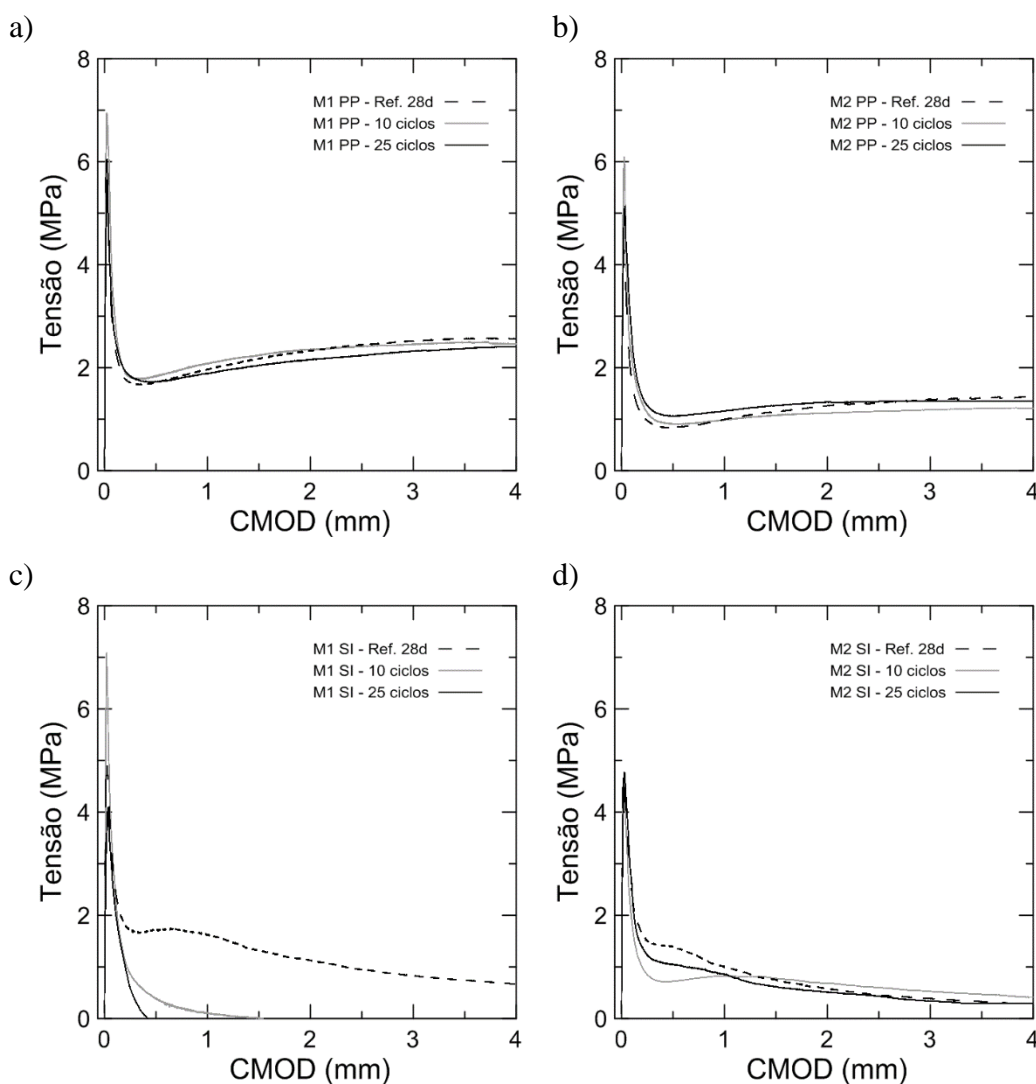 a)
8
6
4
2
0
Tensão (MPa)
M1 PP - Ref. 28d
M1 PP - 10 ciclos
M1 PP - 25 ciclos
0
1
2
3
4
CMOD (mm)
b)
8
6
4
2
0
Tensão (MPa)
M2 PP - Ref. 28d
M2 PP - 10 ciclos
M2 PP - 25 ciclos
0
1
2
3
4
CMOD (mm)
c)
8
6
4
2
0
Tensão (MPa)
M1 SI - Ref. 28d
M1 SI - 10 ciclos
M1 SI - 25 ciclos
0
1
2
3
4
CMOD (mm)
d)
8
6
4
2
0
Tensão (MPa)
M2 SI - Ref. 28d
M2 SI - 10 ciclos
M2 SI - 25 ciclos
0
1
2
3
4
CMOD (mm)